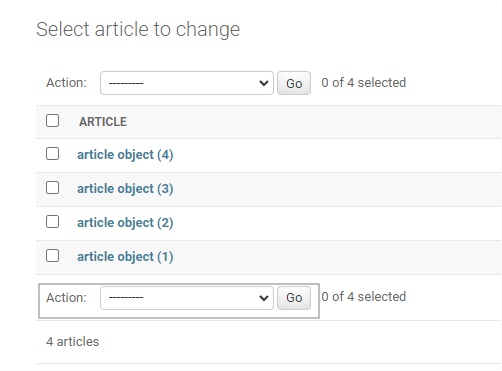 Select article to change
Action: --------- Go 0 of 4 selected
ARTICLE
article object (4)
article object (3)
article object (2)
article object (1)
Action: --------- Go 0 of 4 selected
4 articles